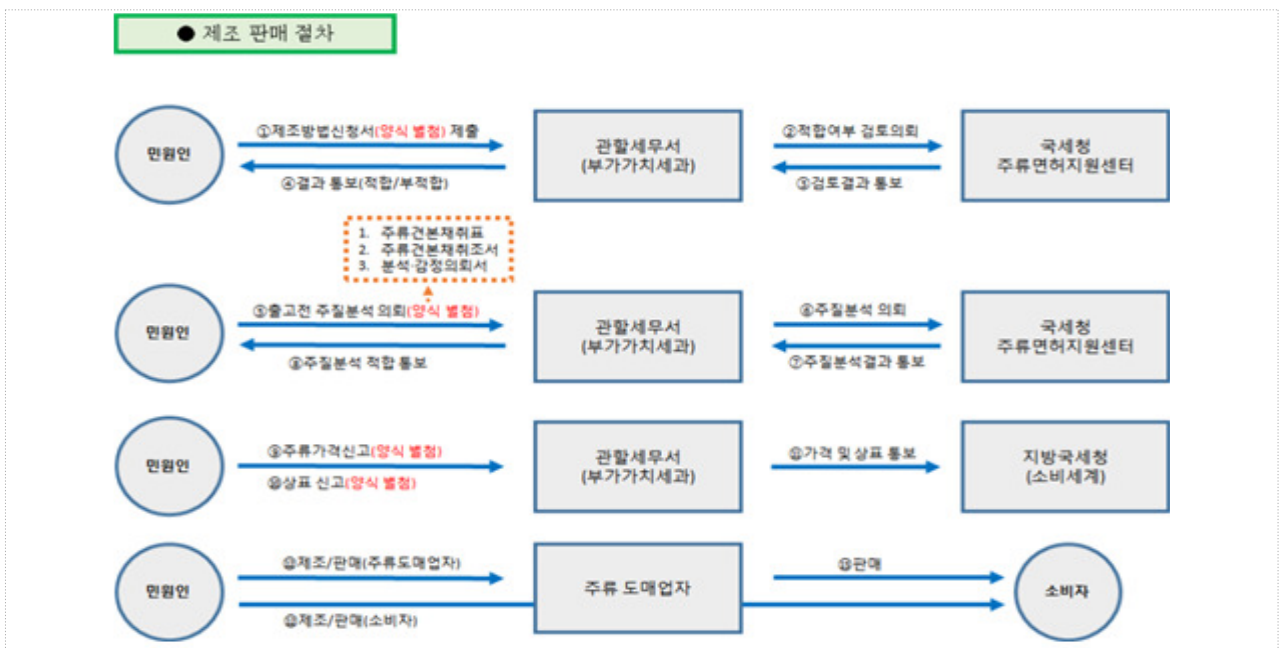 ● 제조 판매 절차
민원인
①제조방법신청서(양식 별첨) 제출
④결과 통보(적합/부적합)
관할세무서
(부가가치세과)
②적합여부 검토의뢰
③검토결과 통보
국세청
주류면허지원센터
1. 주류견본채취표
2. 주류견본채취조서
3. 분석·감정의뢰서
민원인
⑤출고전 주질분석 의뢰(양식 별첨)
⑧주질분석 적합 통보
관할세무서
(부가가치세과)
⑥주질분석 의뢰
⑦주질분석결과 통보
국세청
주류면허지원센터
민원인
⑨주류가격신고(양식 별첨)
⑩상표 신고(양식 별첨)
관할세무서
(부가가치세과)
⑪가격 및 상표 통보
지방국세청
(소비세계)
민원인
⑫제조/판매(주류도매업자)
⑫제조/판매(소비자)
주류 도매업자
⑬판매
소비자